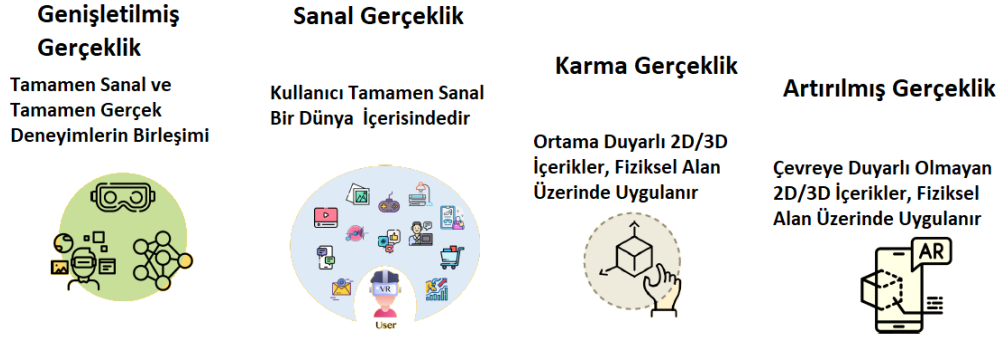 Genişletilmiş
Gerçeklik
Tamamen Sanal ve
Tamamen Gerçek
Deneyimlerin Birleşimi
Sanal Gerçeklik
Kullanıcı Tamamen Sanal
Bir Dünya İçerisindedir
VR
User
Karma Gerçeklik
Ortama Duyarlı 2D/3D
İçerikler, Fiziksel Alan
Üzerinde Uygulanır
Artırılmış Gerçeklik
Çevreye Duyarlı Olmayan
2D/3D İçerikler, Fiziksel
Alan Üzerinde Uygulanır
AR